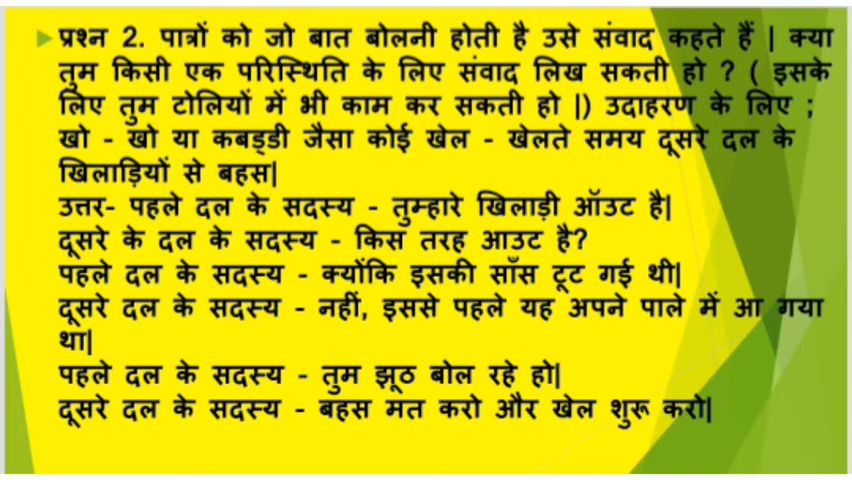 प्रश्न 2. पात्रों को जो बात बोलनी होती है उसे संवाद कहते हैं | क्या
तुम किसी एक परिस्थिति के लिए संवाद लिख सकती हो ? ( इसके
लिए तुम टोलियों में भी काम कर सकती हो |) उदाहरण के लिए ;
खो - खो या कबड्डी जैसा कोई खेल - खेलते समय दूसरे दल के
खिलाड़ियों से बहस|
उत्तर- पहले दल के सदस्य - तुम्हारे खिलाड़ी ऑउट है|
दूसरे के दल के सदस्य - किस तरह आउट है?
पहले दल के सदस्य - क्योंकि इसकी साँस टूट गई थी|
दूसरे दल के सदस्य - नहीं, इससे पहले यह अपने पाले में आ गया
था|
पहले दल के सदस्य - तुम झूठ बोल रहे हो|
दूसरे दल के सदस्य - बहस मत करो और खेल शुरू करो|